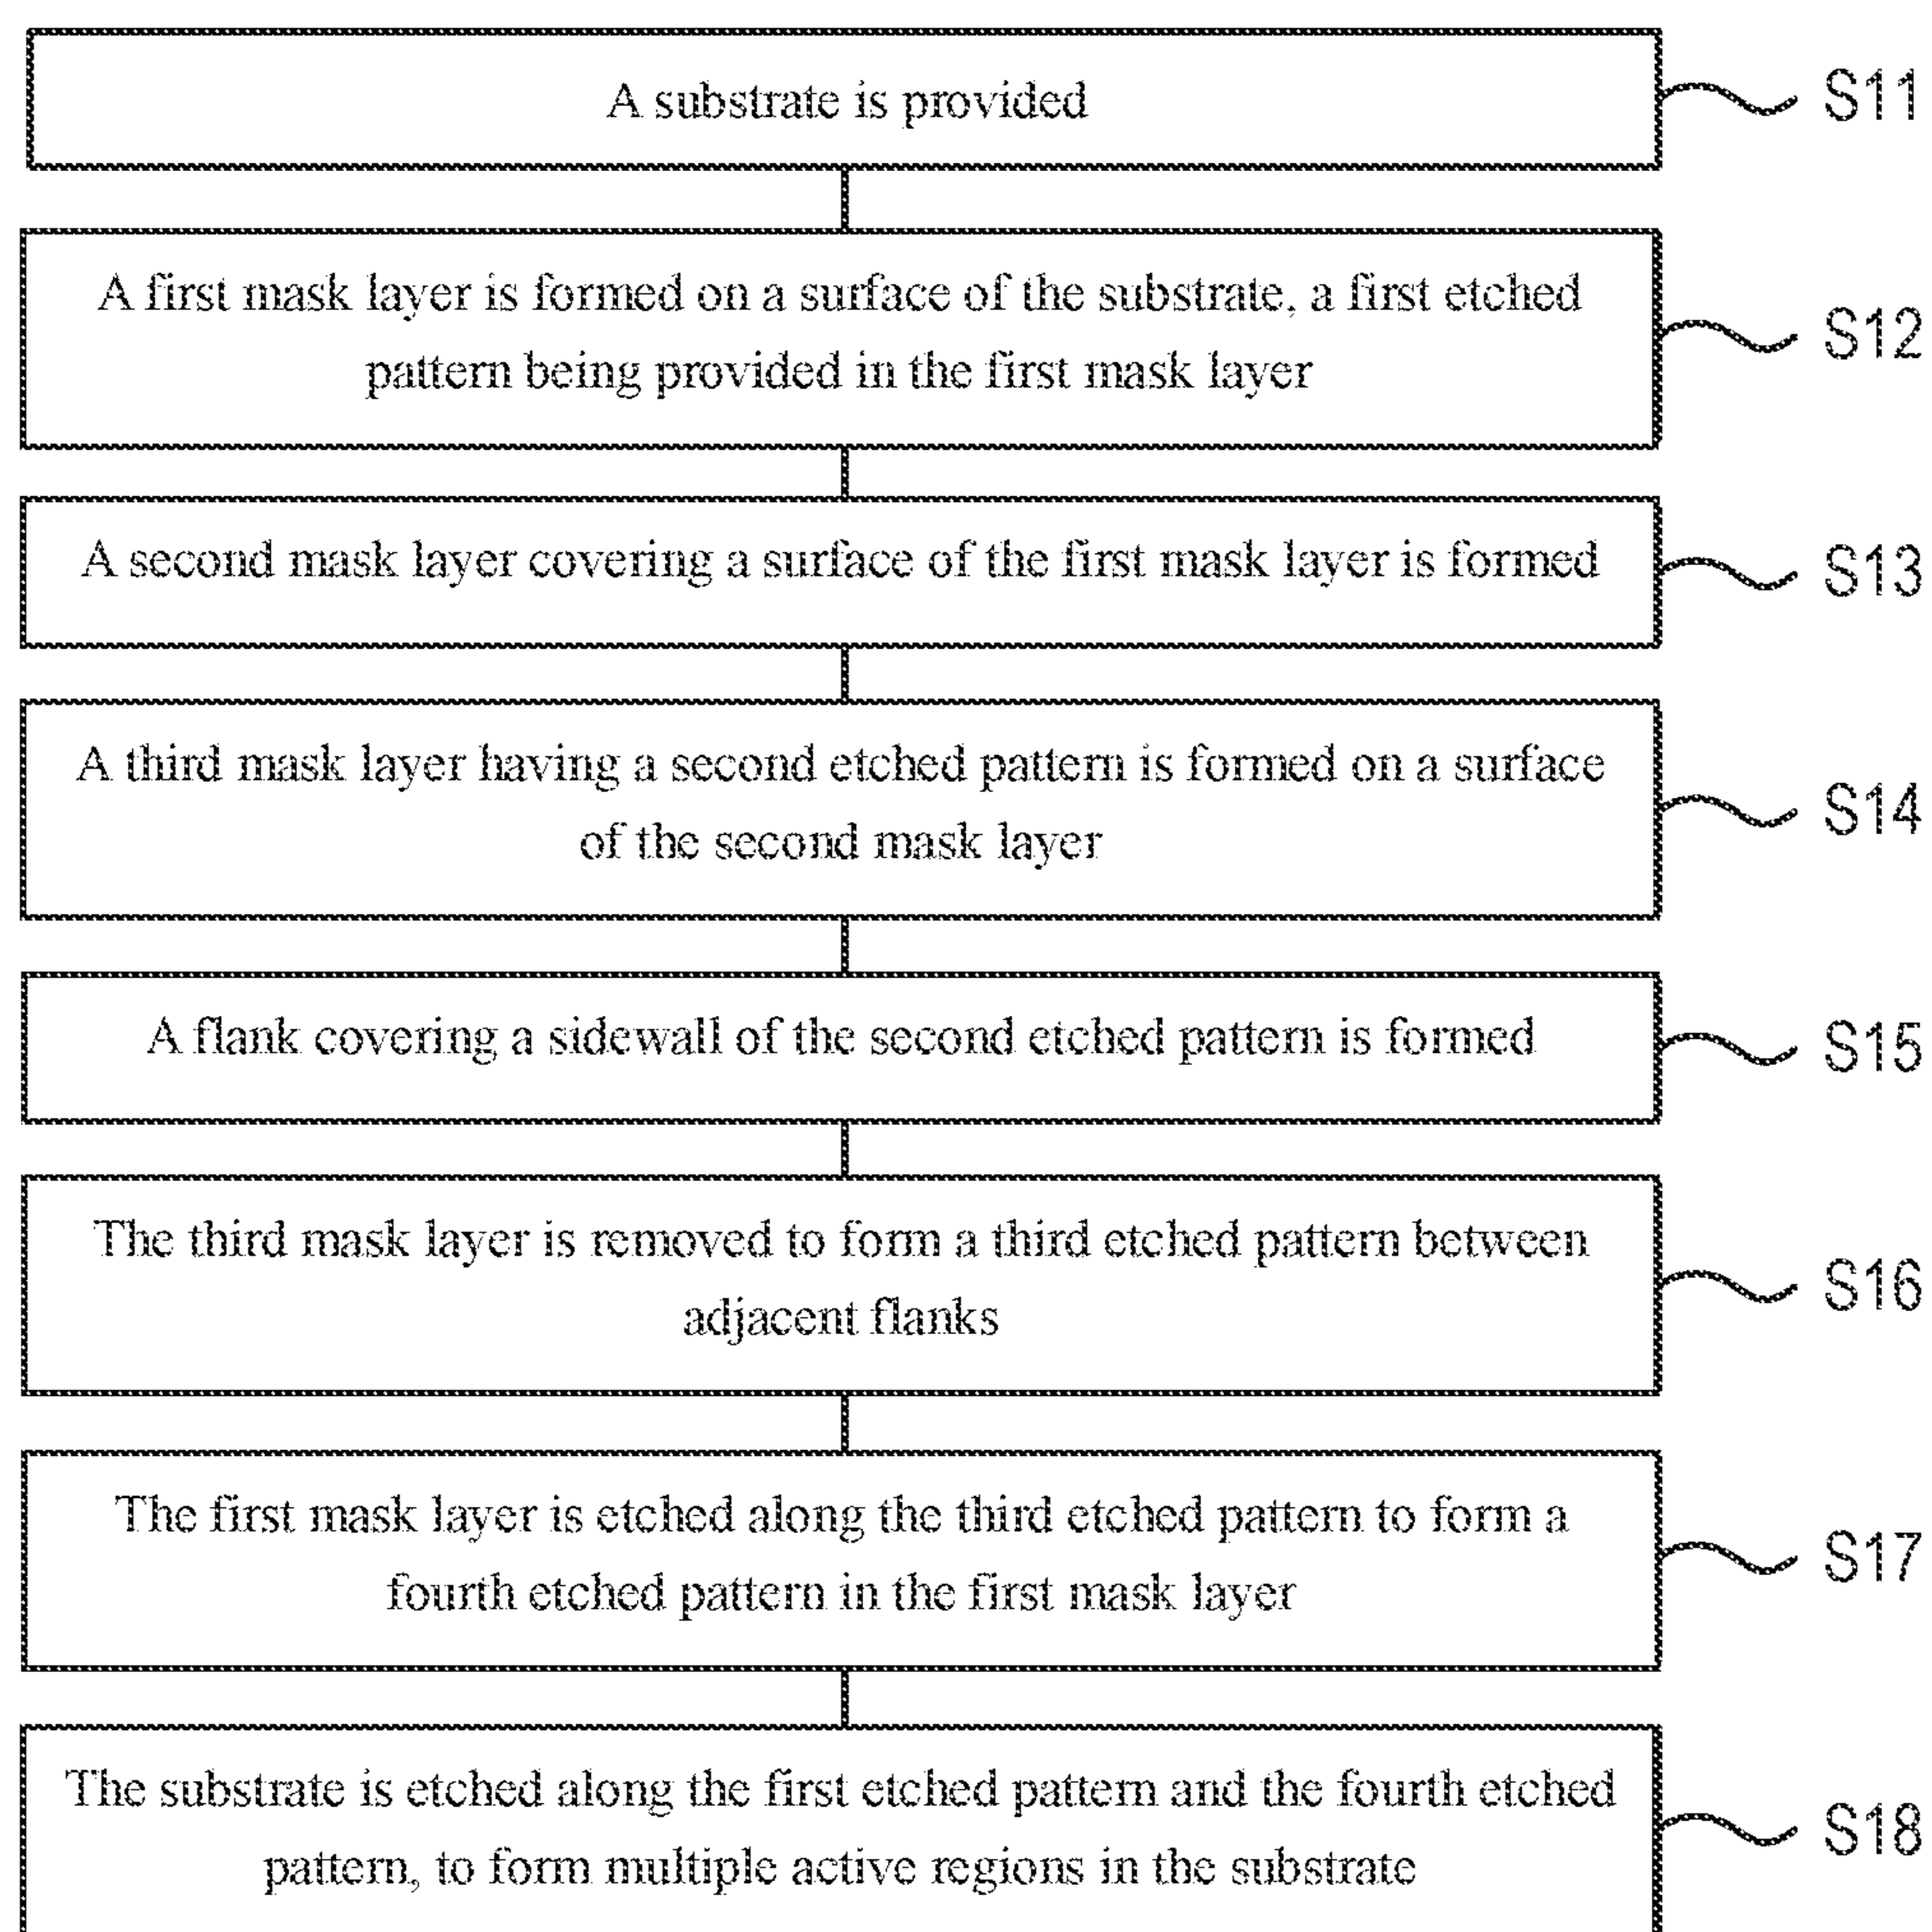 A substrate is provided
S11
A first mask layer is formed on a surface of the substrate, a first etched
pattern being provided in the first mask layer
S12
A second mask layer covering a surface of the first mask layer is formed
S13
A third mask layer having a second etched pattern is formed on a surface
of the second mask layer
S14
A flank covering a sidewall of the second etched pattern is formed
S15
The third mask layer is removed to form a third etched pattern between
adjacent flanks
S16
The first mask layer is etched along the third etched pattern to form a
fourth etched pattern in the first mask layer
S17
The substrate is etched along the first etched pattern and the fourth etched
pattern, to form multiple active regions in the substrate
S18